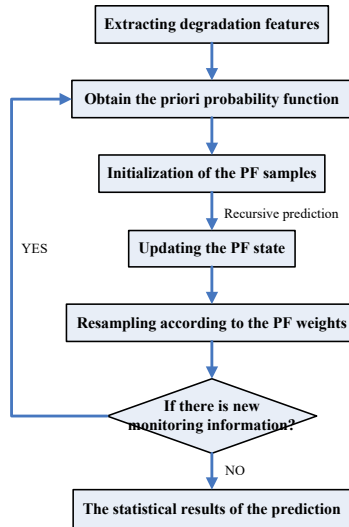 Extracting degradation features
Obtain the priori probability function
Initialization of the PF samples
Recursive prediction
YES
Updating the PF state
Resampling according to the PF weights
If there is new
monitoring information?
NO
The statistical results of the prediction